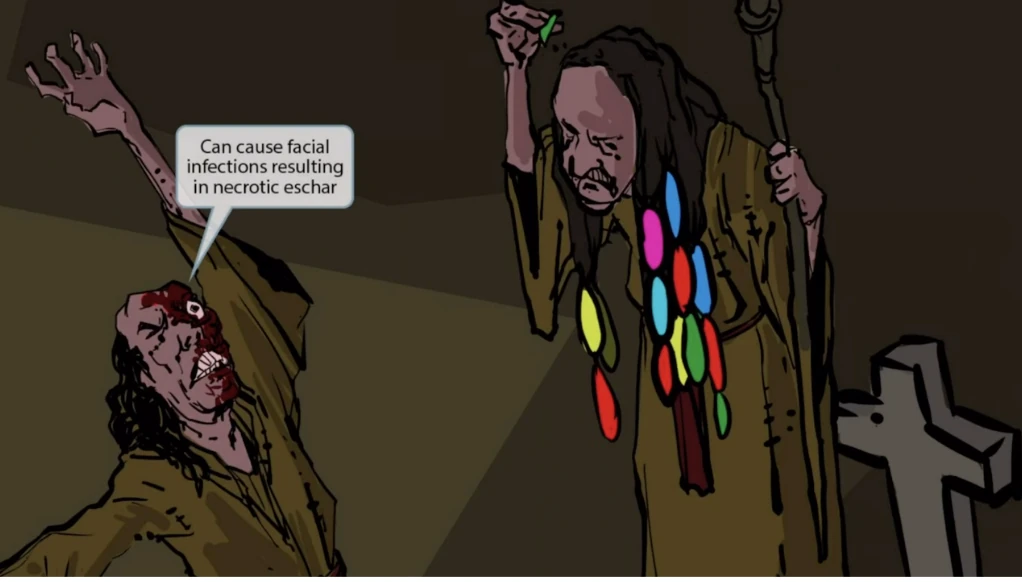 Can cause facial
infections resulting
in necrotic eschar